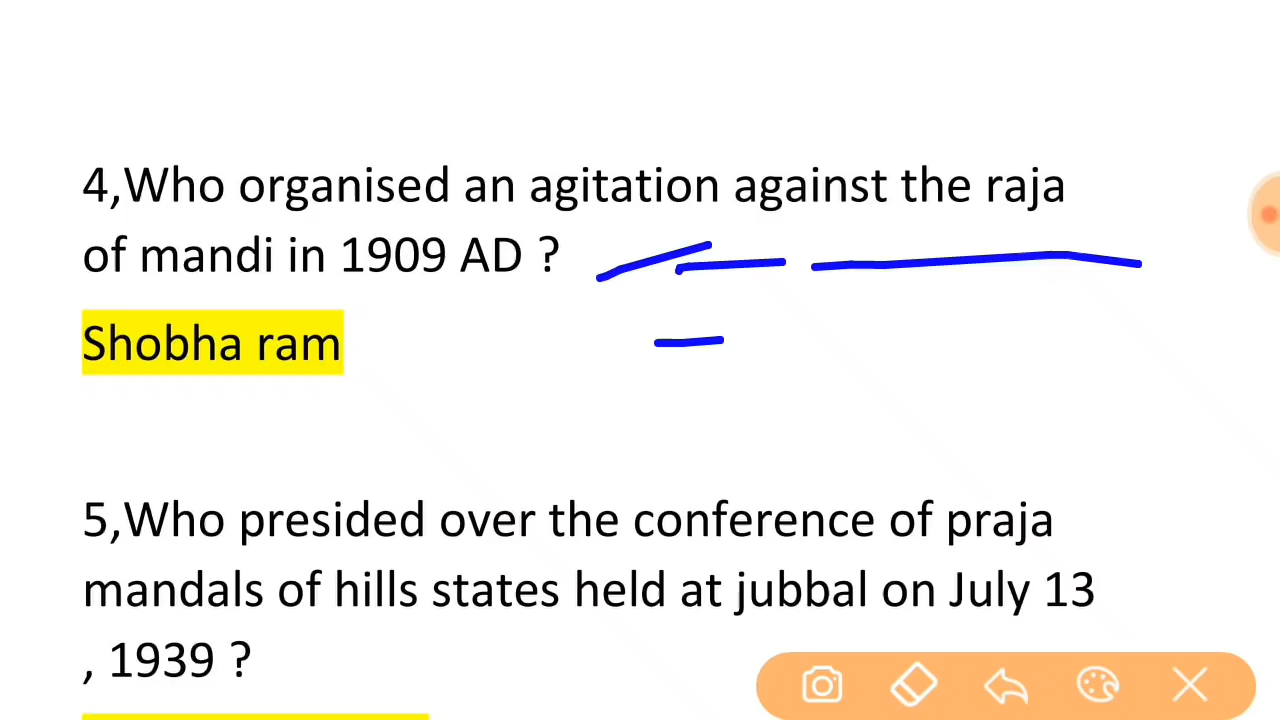 4,Who organised an agitation against the raja
of mandi in 1909 AD ?
Shobha ram
5,Who presided over the conference of praja
mandals of hills states held at jubbal on July 13
, 1939 ?